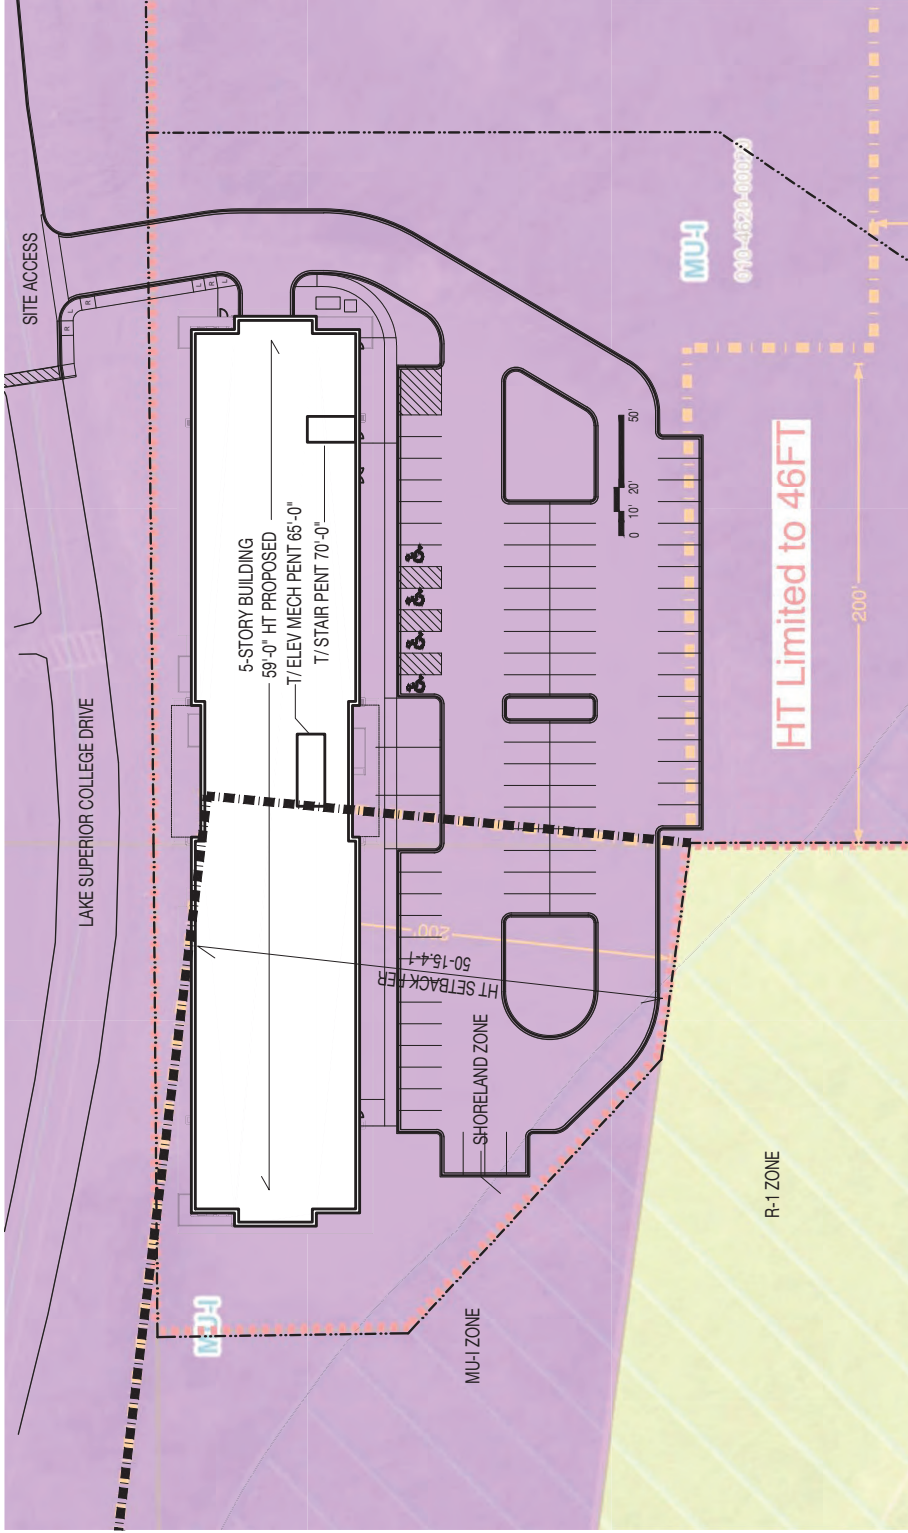 SITE ACCESS
LAKE SUPERIOR COLLEGE DRIVE
R
L
R
L
R
L
5-STORY BUILDING
59'-0" HT PROPOSED
T/ ELEV MECH PENT 65'-0"
T/ STAIR PENT 70'-0"
MU-I
0 10' 20' 50'
HT Limited to 46FT
200'
200'
HT SETBACK PER
50-15.4-1
SHORELAND ZONE
MU-I
MU-I ZONE
R-1 ZONE